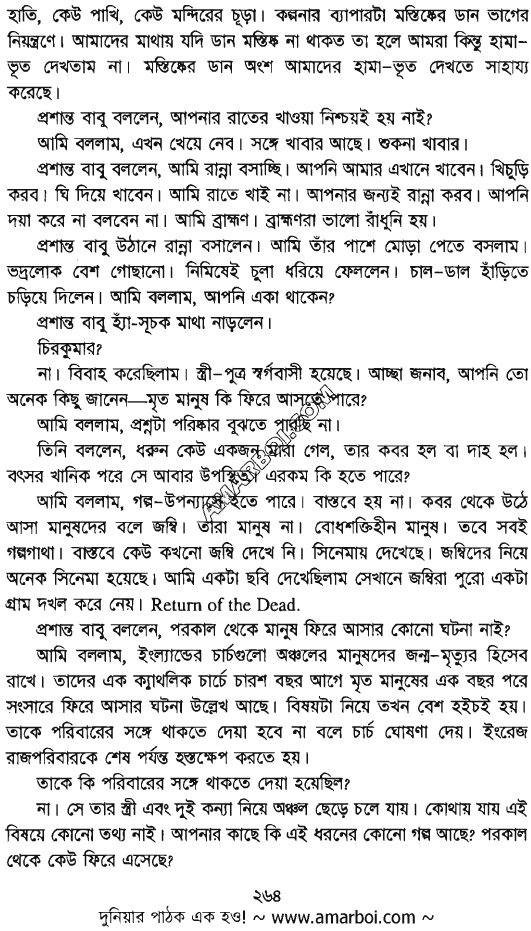 হাতি, কেউ পাখি, কেউ মন্দিরের চূড়া। কল্পনার ব্যাপারটা মস্তিষ্কের ডান ভাগের
নিয়ন্ত্রণে। আমাদের মাথায় যদি ডান মস্তিষ্ক না থাকত তা হলে আমরা কিন্তু হামা–
ভূত দেখতাম না। মস্তিষ্কের ডান অংশ আমাদের হামা–ভূত দেখতে সাহায্য
করেছে।
প্রশান্ত বাবু বললেন, আপনার রাতের খাওয়া নিশ্চয়ই হয় নাই?
আমি বললাম, এখন খেয়ে নেব। সঙ্গে খাবার আছে। শুকনা খাবার।
প্রশান্ত বাবু বললেন, আমি রান্না বসাচ্ছি। আপনি আমার এখানে খাবেন। খিচুড়ি
করব। ঘি দিয়ে খাবেন। আমি রাতে খাই না। আপনার জন্যই রান্না করব। আপনি
দয়া করে না বলবেন না। আমি ব্রাহ্মণ। ব্রাহ্মণরা ভালো রাঁধুনি হয়।
প্রশান্ত বাবু উঠানে রান্না বসালেন। আমি তাঁর পাশে মোড়া পেতে বসলাম।
ভদ্রলোক বেশ গোছানো। নিমিষেই চুলা ধরিয়ে ফেললেন। চাল–ডাল হাঁড়িতে
চড়িয়ে দিলেন। আমি বললাম, আপনি একা থাকেন?
প্রশান্ত বাবু হ্যাঁ-সূচক মাথা নাড়লেন।
চিরকুমার?
না। বিবাহ করেছিলাম। স্ত্রী–পুত্র স্বর্গবাসী হয়েছে। আচ্ছা জনাব, আপনি তো
অনেক কিছু জানেন—মৃত মানুষ কি ফিরে আসতে পারে?
আমি বললাম, প্রশ্নটা পরিষ্কার বুঝতে পারছি না।
তিনি বললেন, ধরুন কেউ একজন মারা গেল, তার কবর হল বা দাহ হল।
বৎসর খানিক পরে সে আবার উপস্থিত। এরকম কি হতে পারে?
আমি বললাম, গল্প–উপন্যাসে হতে পারে। বাস্তবে হয় না। কবর থেকে উঠে
আসা মানুষদের বলে জম্বি। তারা মানুষ না। বোধশক্তিহীন মানুষ। তবে সবই
গল্পগাথা। বাস্তবে কেউ কখনো জম্বি দেখে নি। সিনেমায় দেখেছে। জম্বিদের নিয়ে
অনেক সিনেমা হয়েছে। আমি একটা ছবি দেখেছিলাম সেখানে জম্বিরা পুরো একটা
গ্রাম দখল করে নেয়। Return of the Dead.
প্রশান্ত বাবু বললেন, পরকাল থেকে মানুষ ফিরে আসার কোনো ঘটনা নাই?
আমি বললাম, ইংল্যান্ডের চার্চগুলো অঞ্চলের মানুষদের জন্ম–মৃত্যুর হিসেব
রাখে। তাদের এক ক্যাথলিক চার্চে চারশ বছর আগে মৃত মানুষের এক বছর পরে
সংসারে ফিরে আসার ঘটনা উল্লেখ আছে। বিষয়টা নিয়ে তখন বেশ হইচই হয়।
তাকে পরিবারের সঙ্গে থাকতে দেয়া হবে না বলে চার্চ ঘোষণা দেয়। ইংরেজ
রাজপরিবারকে শেষ পর্যন্ত হস্তক্ষেপ করতে হয়।
তাকে কি পরিবারের সঙ্গে থাকতে দেয়া হয়েছিল?
না। সে তার স্ত্রী এবং দুই কন্যা নিয়ে অঞ্চল ছেড়ে চলে যায়। কোথায় যায় এই
বিষয়ে কোনো তথ্য নাই। আপনার কাছে কি এই ধরনের কোনো গল্প আছে? পরকাল
থেকে কেউ ফিরে এসেছে?
AMARBOI.COM
২৬৪
দুনিয়ার পাঠক এক হও! ~ www.amarboi.com ~